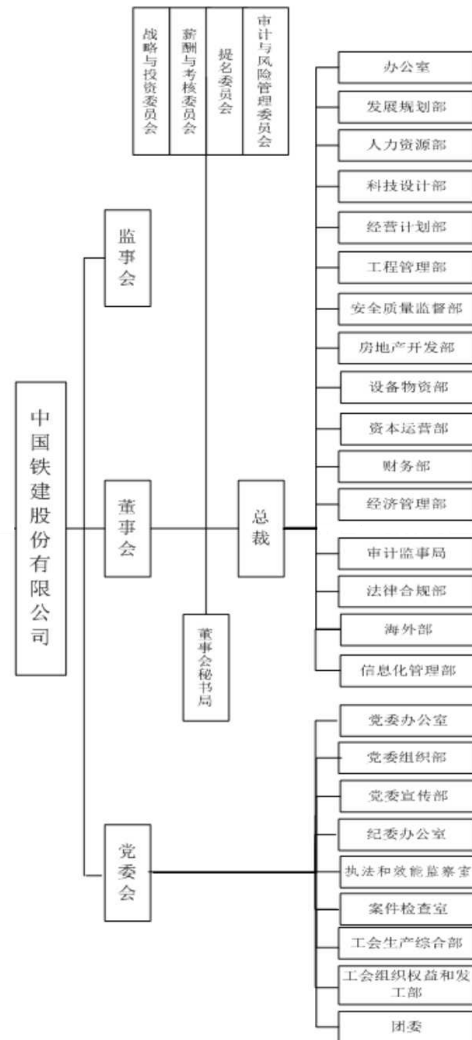 战略与投资委员会
薪酬与考核委员会
提名委员会
审计与风险管理委员会
办公室
发展规划部
人力资源部
科技设计部
监事会
经营计划部
工程管理部
安全质量监督部
房地产开发部
设备物资部
资本运营部
财务部
经济管理部
中国铁建股份有限公司
董事会
总裁
审计监事局
法律合规部
海外部
信息化管理部
董事会秘书局
党委办公室
党委组织部
党委宣传部
纪委办公室
党委会
执法和效能监察室
案件检查室
工会生产综合部
工会组织权益和发
工部
团委